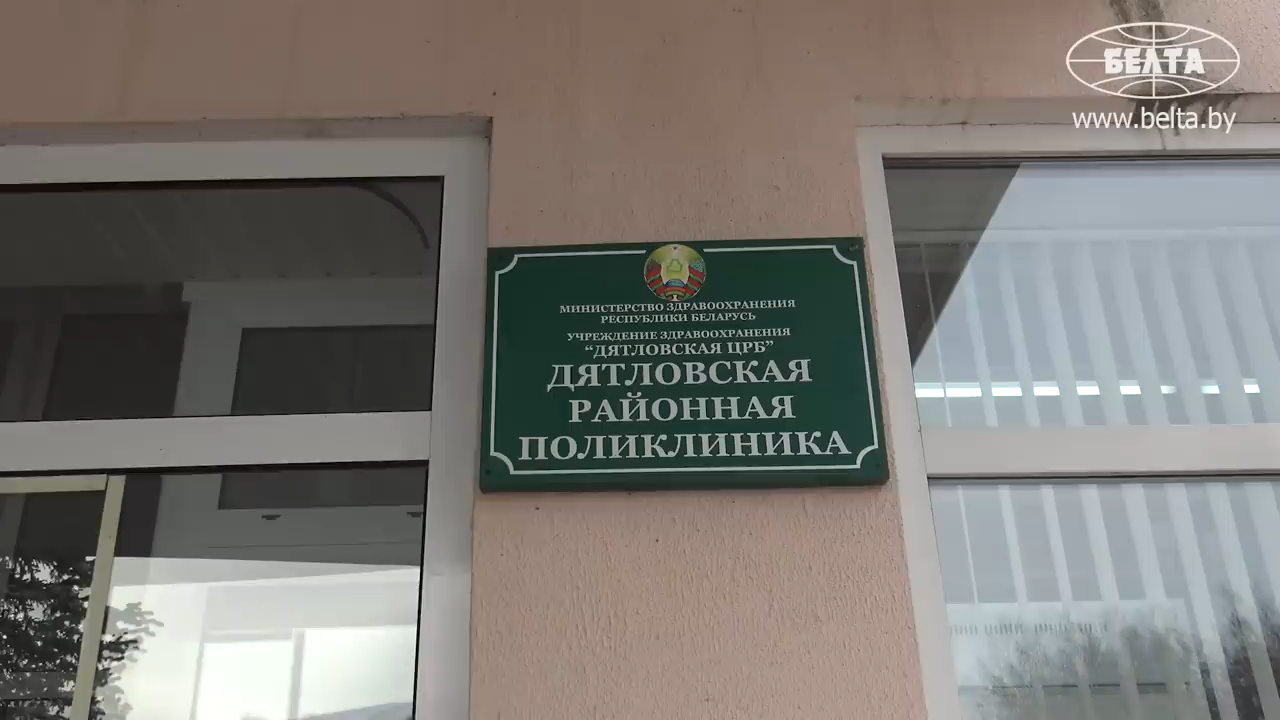 БЕЛТА
www.belta.by
МИНИСТЕРСТВО ЗДРАВООХРАНЕНИЯ
РЕСПУБЛИКИ БЕЛАРУСЬ
УЧРЕЖДЕНИЕ ЗДРАВООХРАНЕНИЯ
“ДЯТЛОВСКАЯ ЦРБ”
ДЯТЛОВСКАЯ
РАЙОННАЯ
ПОЛИКЛИНИКА